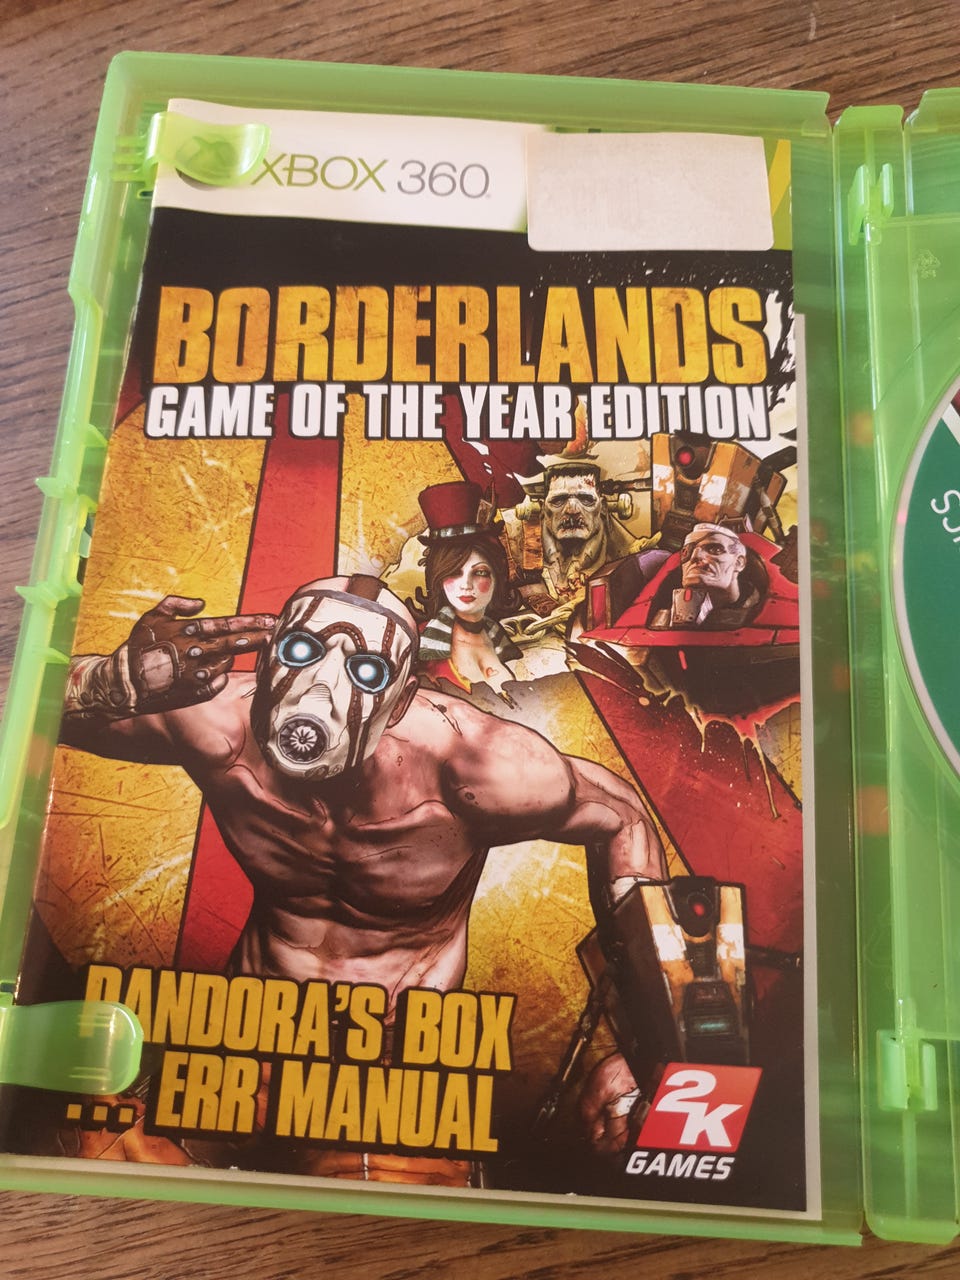 XBOX 360
BORDERLANDS
GAME OF THE YEAR EDITION
PANDORA'S BOX
... ERR MANUAL
2K
GAMES